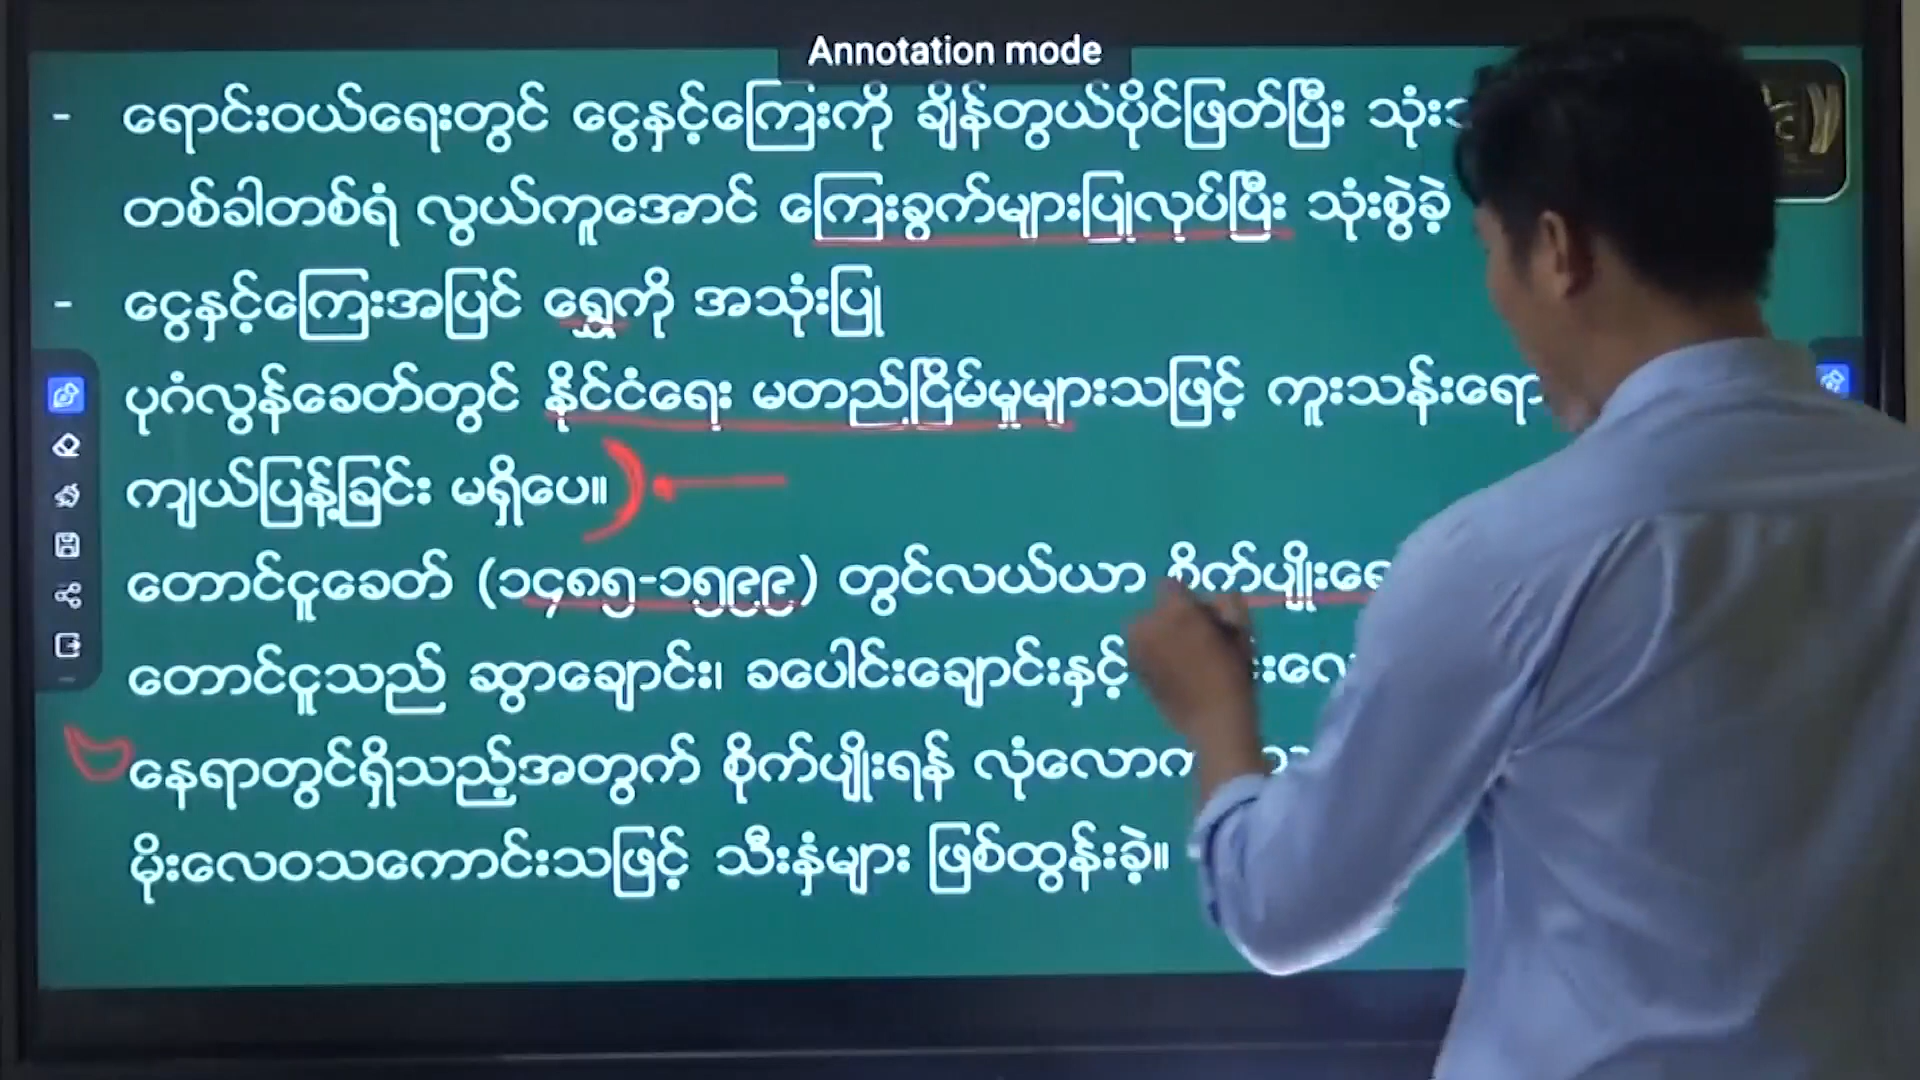 Annotation mode
- ရောင်းဝယ်ရေးတွင် ငွေနှင့်ကြေးကို ချိန်တွယ်ပိုင်ဖြတ်ပြီး
တစ်ခါတစ်ရံ လွယ်ကူအောင် ကြေးခွက်များပြုလုပ်ပြီး သုံးစွဲခဲ့
- ငွေနှင့်ကြေးအပြင် ရွှေကို အသုံးပြု
ပုဂံလွန်ခေတ်တွင် နိုင်ငံရေး မတည်ငြိမ်မှုများသဖြင့် ကူးသန်းရော
ကျယ်ပြန့်ခြင်း မရှိပေ။
တောင်ငူခေတ် (၁၄၈၅-၁၅၉၉) တွင်လယ်ယာ စိုက်ပျိုးရေ
တောင်ငူသည် ဆွာချောင်း၊ ခပေါင်းချောင်းနှင့်
နေရာတွင်ရှိသည့်အတွက် စိုက်ပျိုးရန်
မိုးလေဝသကောင်းသဖြင့် သီးနှံများ ဖြစ်ထွန်းခဲ့။